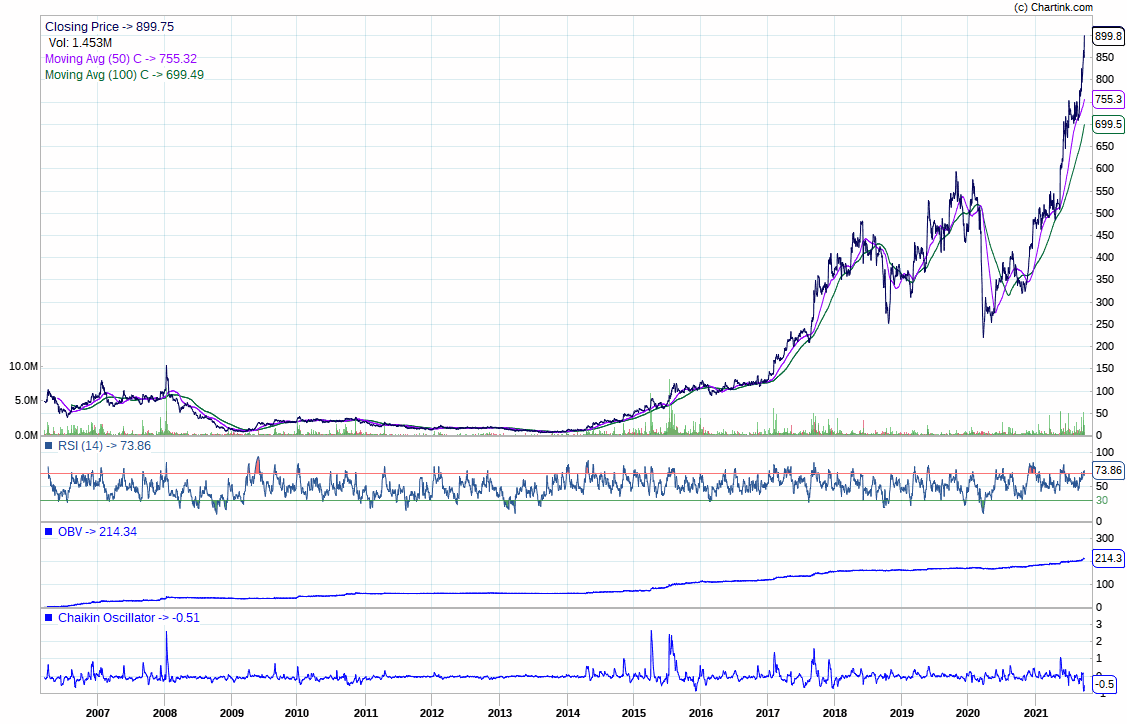 (c) Chartink.com
Closing Price -> 899.75
Vol: 1.453M
Moving Avg (50) C -> 755.32
Moving Avg (100) C -> 699.49
899.8
850
800
755.3
699.5
650
600
550
500
450
400
350
300
250
200
150
100
50
0
10.0M
5.0M
0.0M
RSI (14) -> 73.86
100
73.86
50
30
0
OBV -> 214.34
300
214.3
100
0
Chaikin Oscillator -> -0.51
3
2
1
-0.5
2007 2008 2009 2010 2011 2012 2013 2014 2015 2016 2017 2018 2019 2020 2021